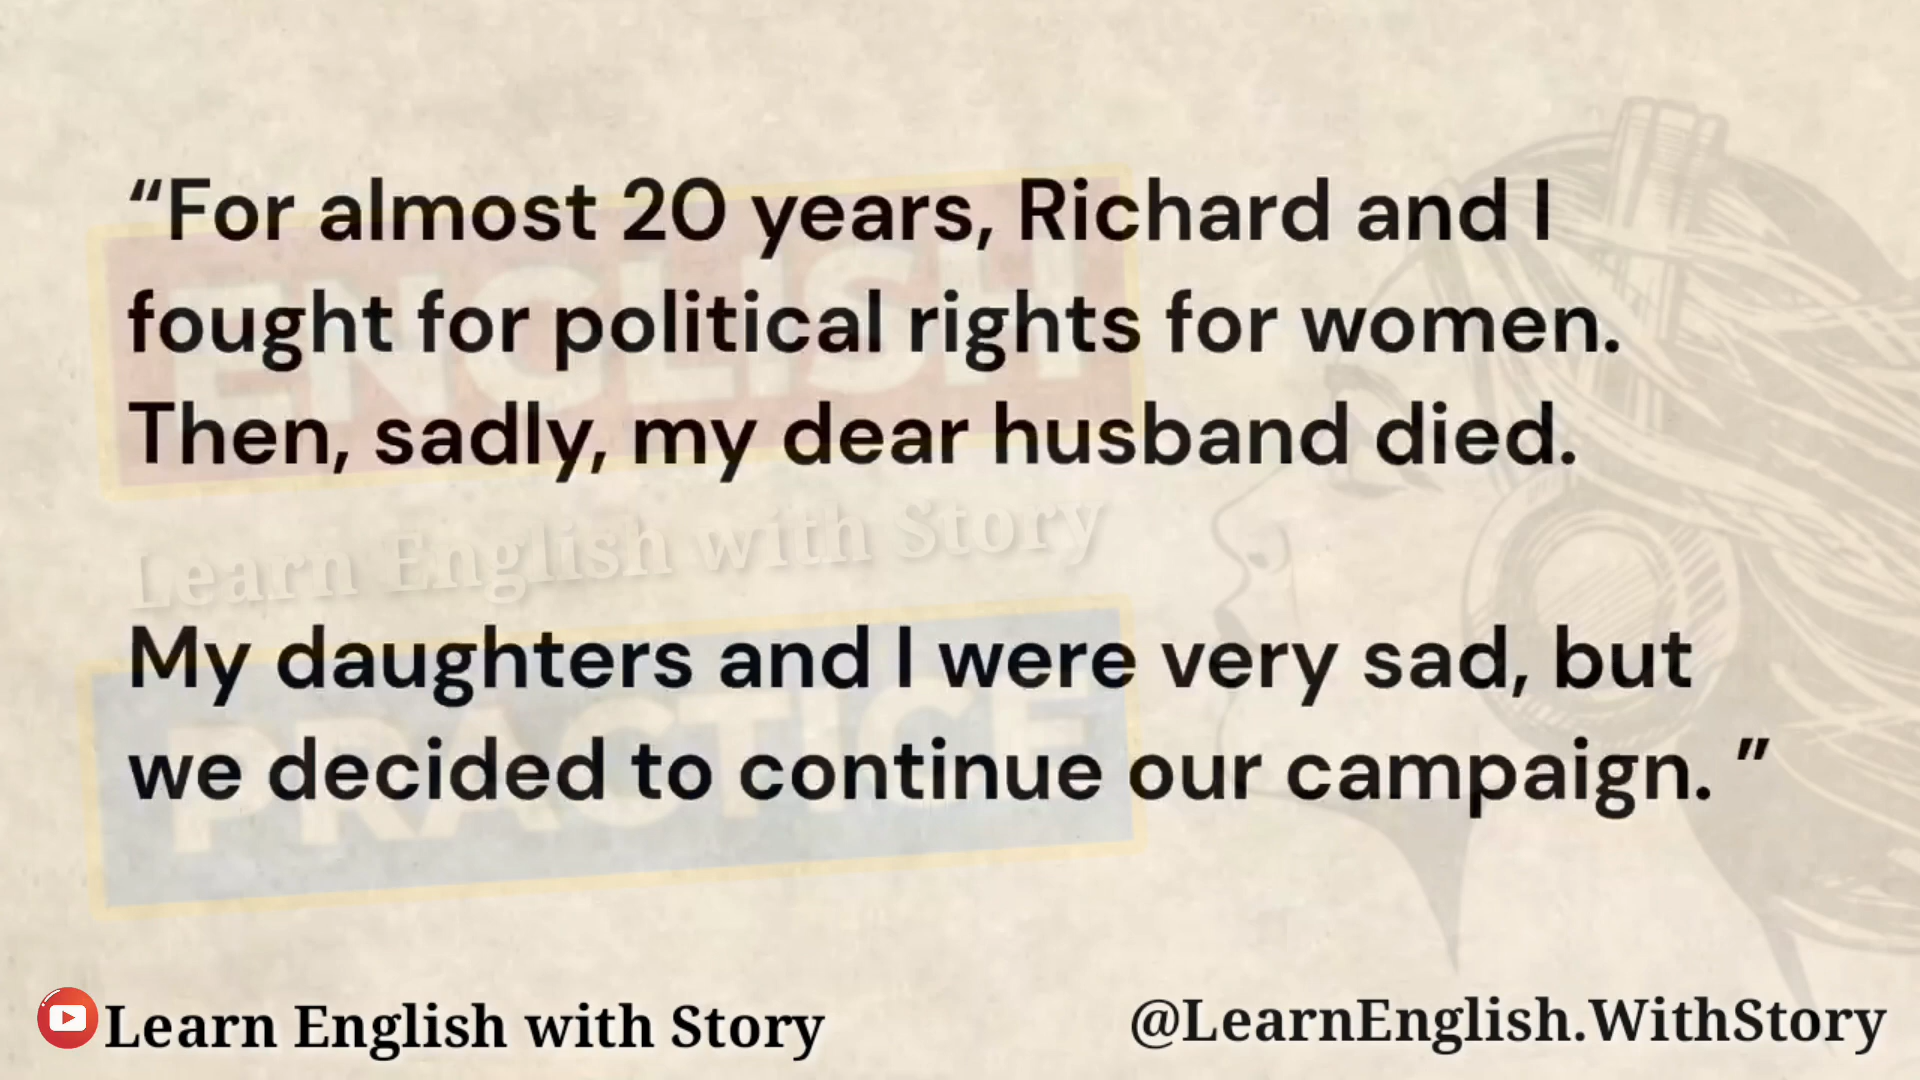 “For almost 20 years, Richard and I
fought for political rights for women.
Then, sadly, my dear husband died.
ENGLISH
Learn English with Story
My daughters and I were very sad, but
we decided to continue our campaign. ”
PRACTICE
Learn English with Story
@LearnEnglish.WithStory